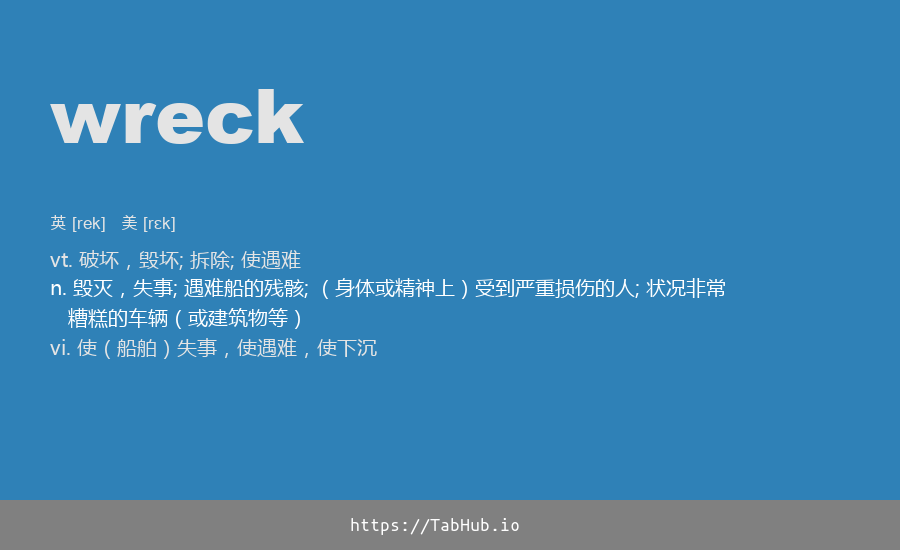 wreck
英 [rek] 美 [rɛk]
vt. 破坏，毁坏; 拆除; 使遇难
n. 毁灭，失事; 遇难船的残骸; （身体或精神上）受到严重损伤的人; 状况非常
糟糕的车辆（或建筑物等）
vi. 使（船舶）失事，使遇难，使下沉
https://TabHub.io